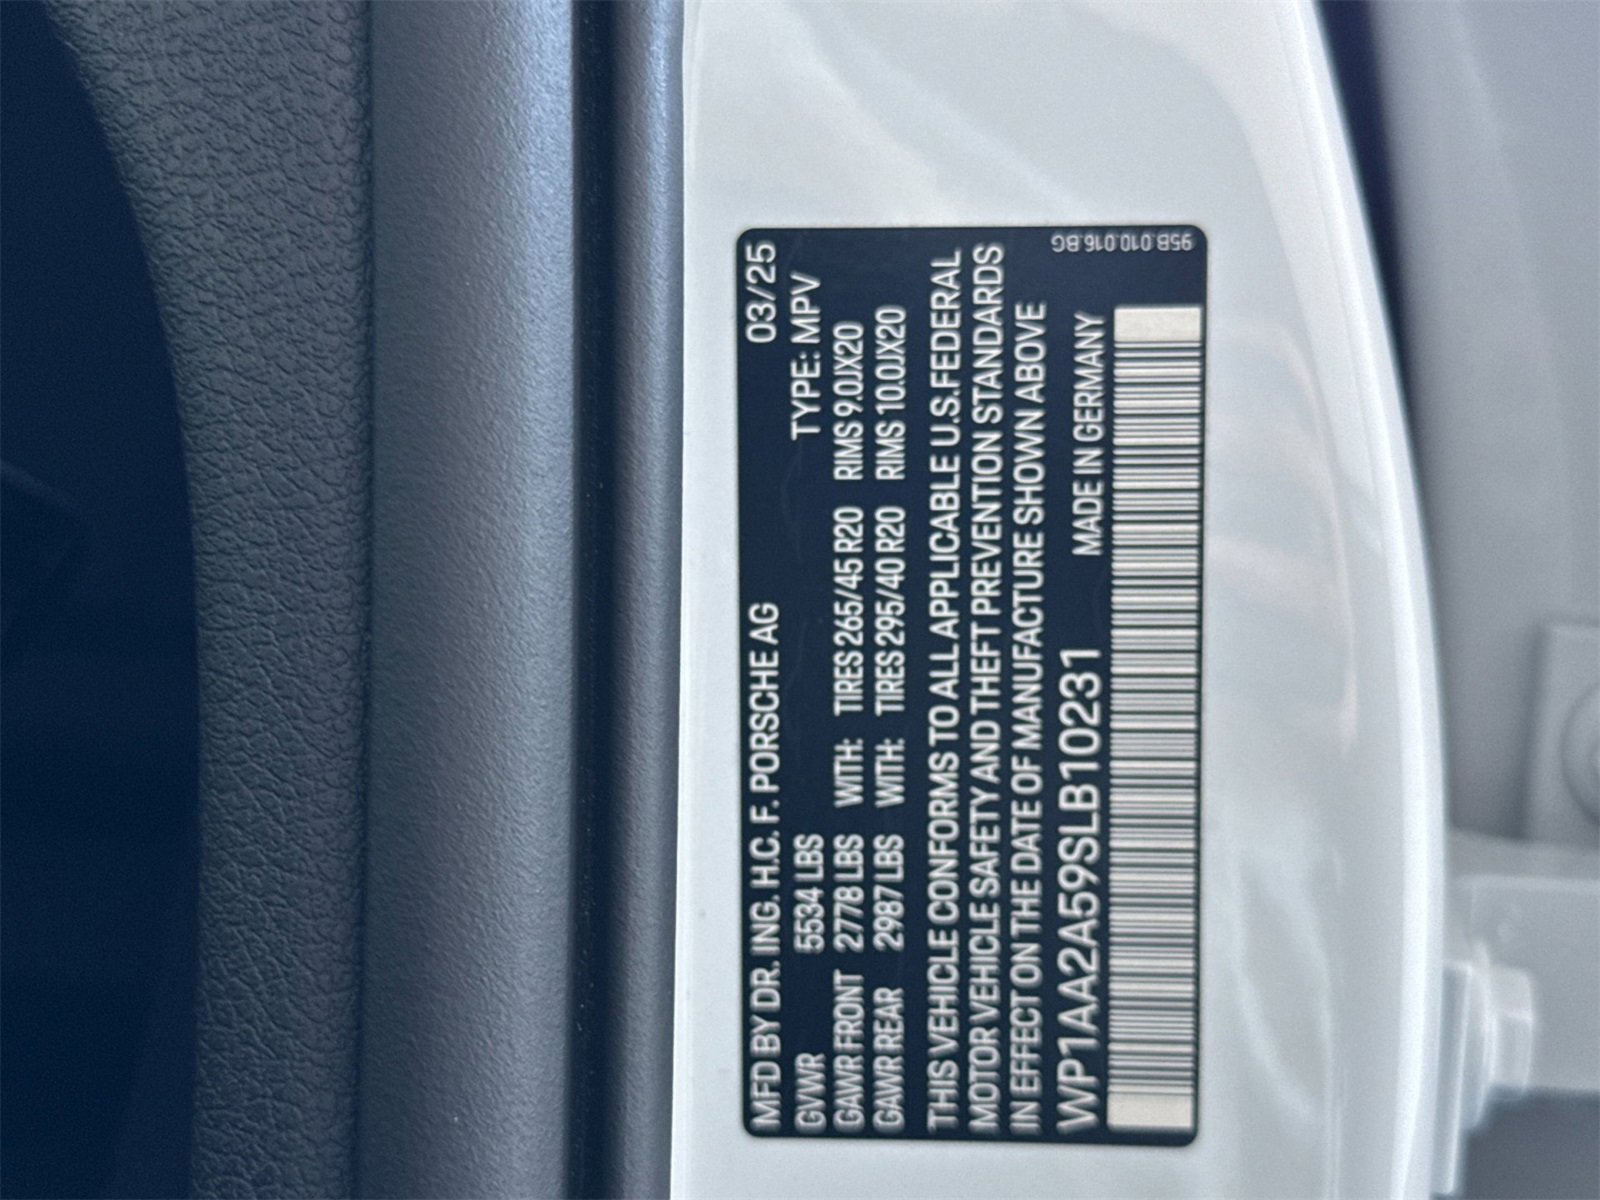 MFD BY DR. ING. H.C. F. PORSCHE AG 03/25
GVWR 5534 LBS TYPE: MPV
GAWR FRONT 2778 LBS WITH: TIRES 265/45 R20 RIMS 9.0JX20
GAWR REAR 2987 LBS WITH: TIRES 295/40 R20 RIMS 10.0JX20
THIS VEHICLE CONFORMS TO ALL APPLICABLE U.S.FEDERAL
MOTOR VEHICLE SAFETY AND THEFT PREVENTION STANDARDS
IN EFFECT ON THE DATE OF MANUFACTURE SHOWN ABOVE
WP1AA2A59SLB10231 MADE IN GERMANY
95B.010.016.BG